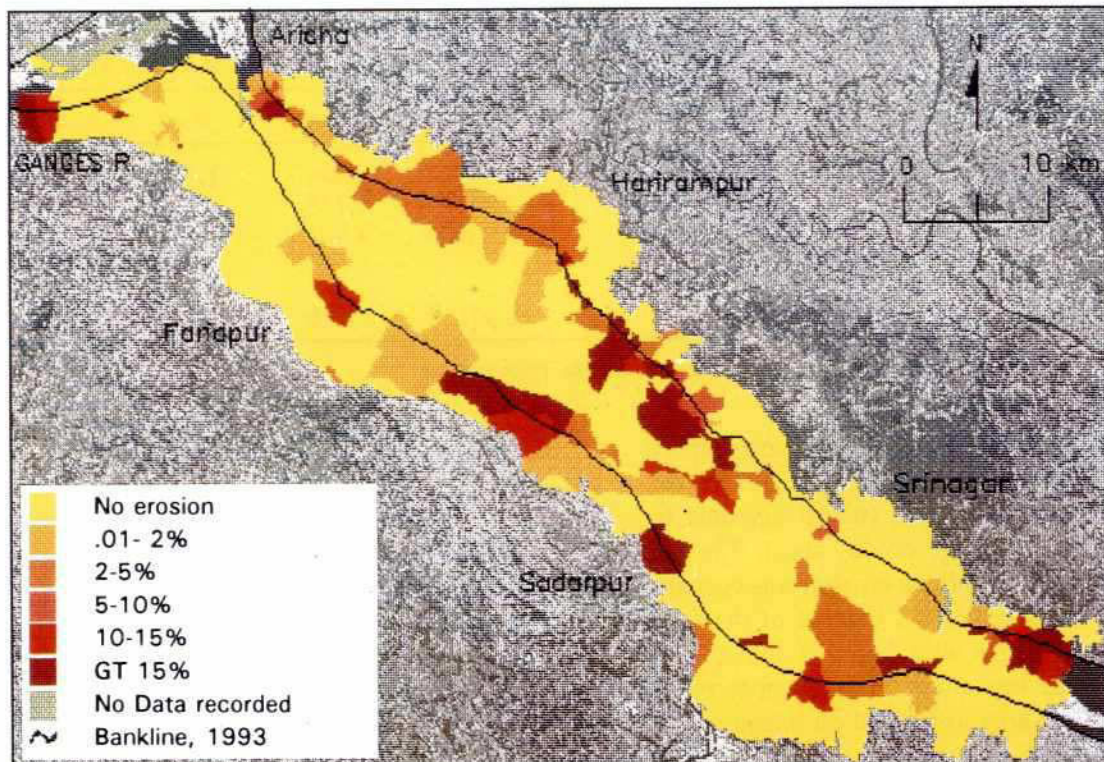 Aricha
N
GANGES R.
0 10 km
Harirampur
Faridpur
Srinagar
Sadarpur
No erosion
.01- 2%
2-5%
5-10%
10-15%
GT 15%
No Data recorded
Bankline, 1993